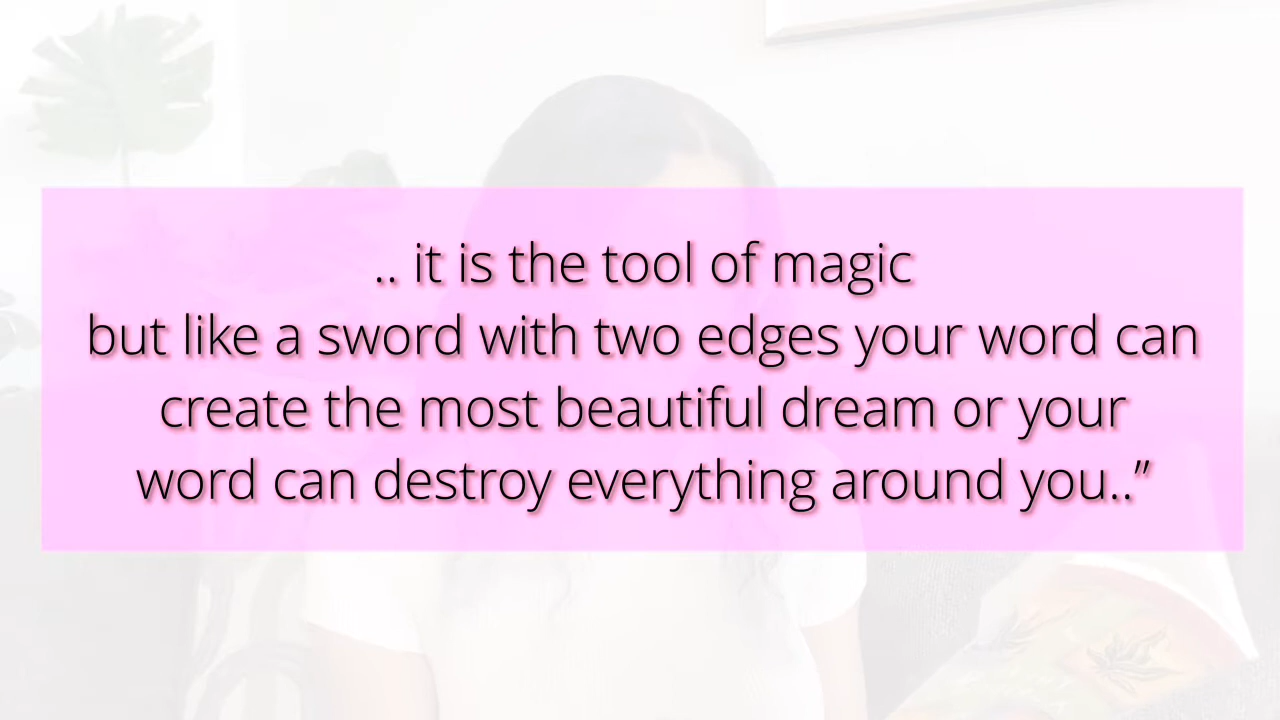 .. it is the tool of magic
but like a sword with two edges your word can
create the most beautiful dream or your
word can destroy everything around you..”